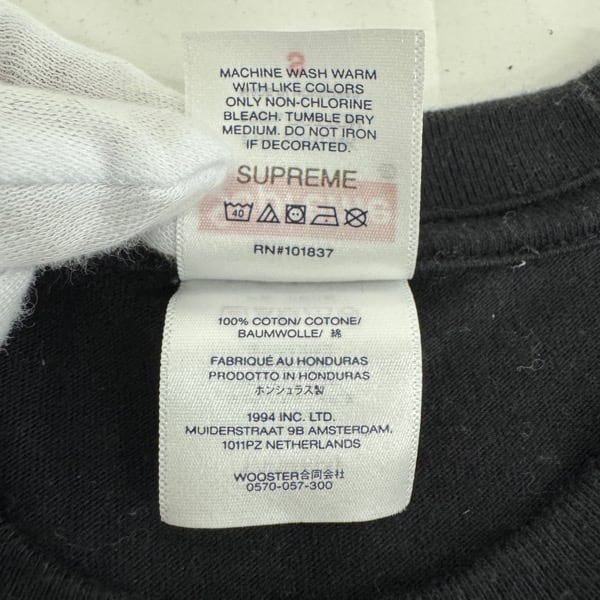 S
MACHINE WASH WARM
WITH LIKE COLORS
ONLY NON-CHLORINE
BLEACH. TUMBLE DRY
MEDIUM. DO NOT IRON
IF DECORATED.
SUPREME
40
RN#101837
100% COTON/ COTONE/
BAUMWOLLE/ 綿
FABRIQUÉ AU HONDURAS
PRODOTTO IN HONDURAS
ホンジュラス製
1994 INC. LTD.
MUIDERSTRAAT 9B AMSTERDAM,
1011PZ NETHERLANDS
WOOSTER合同会社
0570-057-300